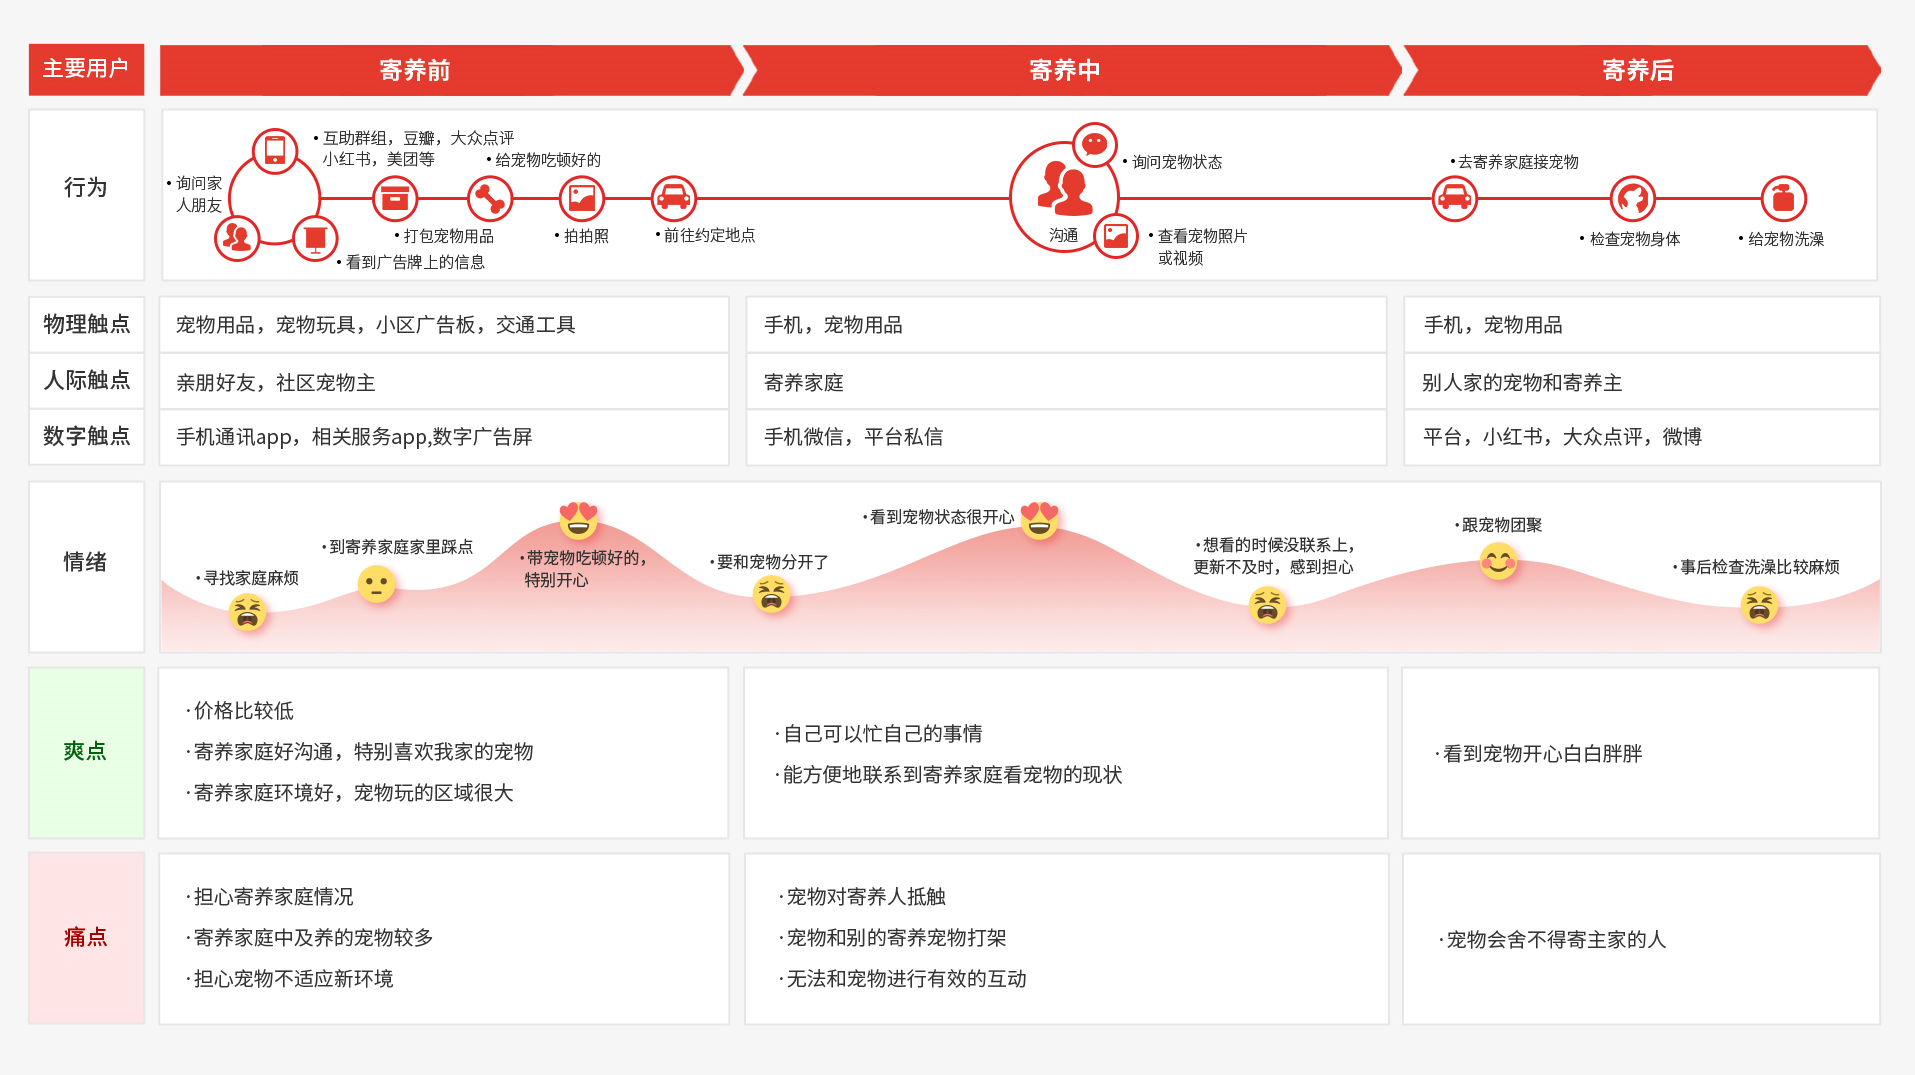 主要用户
寄养前
寄养中
寄养后
行为
•询问家
人朋友
•互助群组，豆瓣，大众点评
小红书，美团等
•看到广告牌上的信息
•打包宠物用品
•给宠物吃顿好的
•拍拍照
•前往约定地点
沟通
•询问宠物状态
•查看宠物照片
或视频
•去寄养家庭接宠物
•检查宠物身体
•给宠物洗澡
物理触点
宠物用品，宠物玩具，小区广告板，交通工具
手机，宠物用品
手机，宠物用品
人际触点
亲朋好友，社区宠物主
寄养家庭
别人家的宠物和寄养主
数字触点
手机通讯app，相关服务app,数字广告屏
手机微信，平台私信
平台，小红书，大众点评，微博
情绪
·寻找家庭麻烦
·到寄养家庭家里踩点
·带宠物吃顿好的，
特别开心
·要和宠物分开了
·看到宠物状态很开心
·想看的时候没联系上，
更新不及时，感到担心
·跟宠物团聚
·事后检查洗澡比较麻烦
爽点
·价格比较低
·寄养家庭好沟通，特别喜欢我家的宠物
·寄养家庭环境好，宠物玩的区域很大
·自己可以忙自己的事情
·能方便地联系到寄养家庭看宠物的现状
·看到宠物开心白白胖胖
痛点
·担心寄养家庭情况
·寄养家庭中及养的宠物较多
·担心宠物不适应新环境
·宠物对寄养人抵触
·宠物和别的寄养宠物打架
·无法和宠物进行有效的互动
·宠物会舍不得寄主家的人